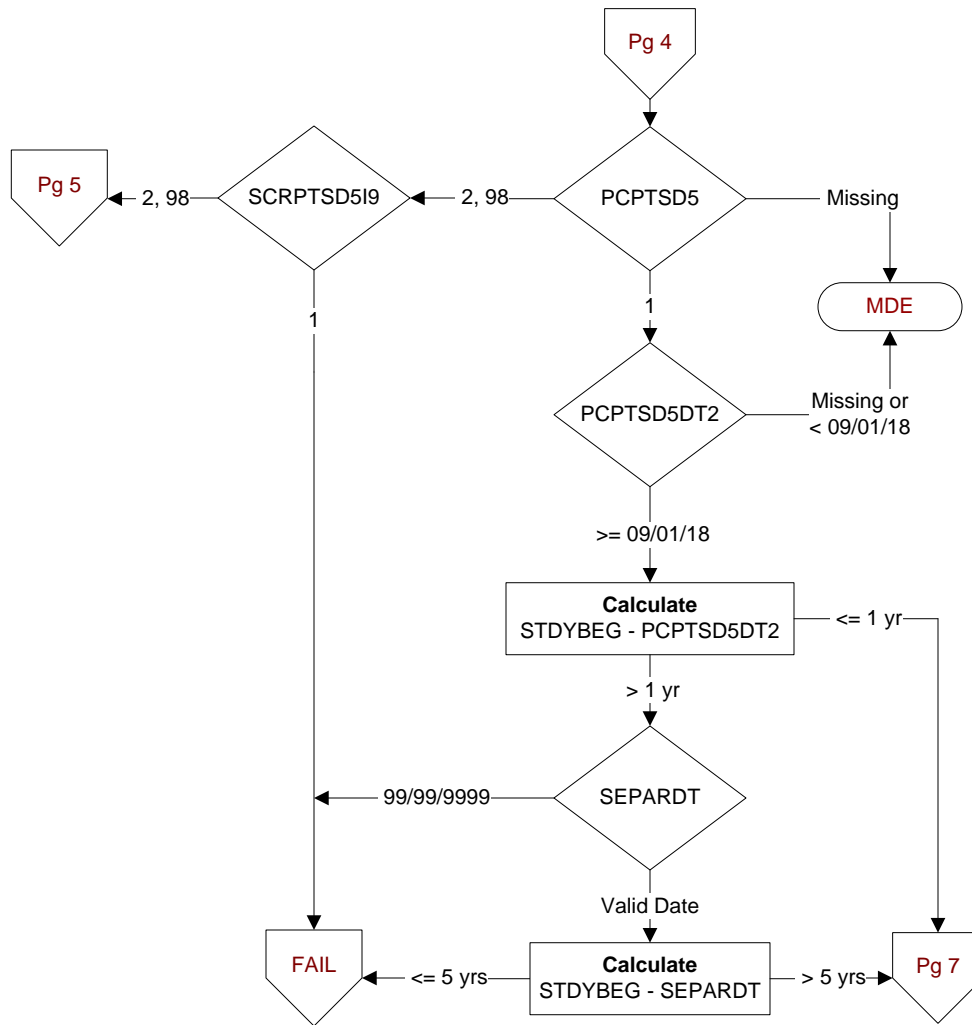 Pg 4
Pg 5
2, 98
SCRPTSD5I9
2, 98
PCPTSD5
Missing
MDE
1
1
PCPTSD5DT2
Missing or
< 09/01/18
>= 09/01/18
Calculate
STDYBEG - PCPTSD5DT2
<= 1 yr
> 1 yr
99/99/9999
SEPARDT
Valid Date
FAIL
<= 5 yrs
Calculate
STDYBEG - SEPARDT
> 5 yrs
Pg 7